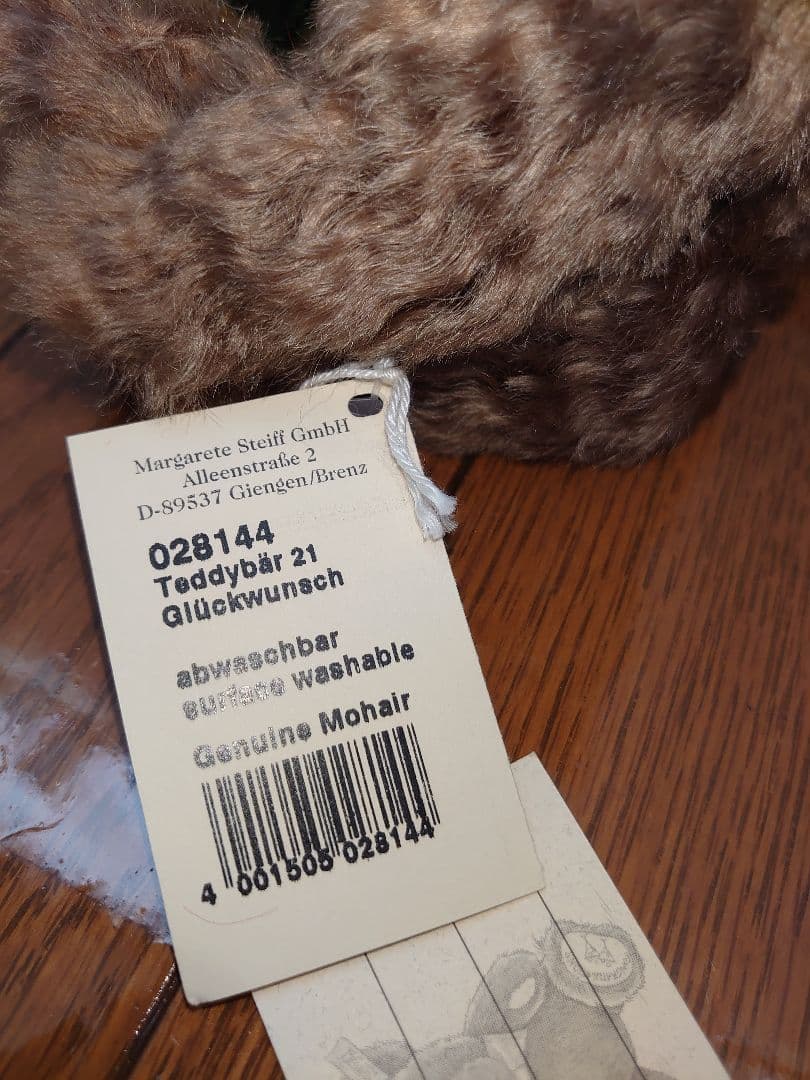 Margarete Steiff GmbH
Alleenstraße 2
D-89537 Giengen/Brenz
028144
Teddybär 21
Glückwunsch
abwaschbar
surface washable
Genuine Mohair
4 001505 028144